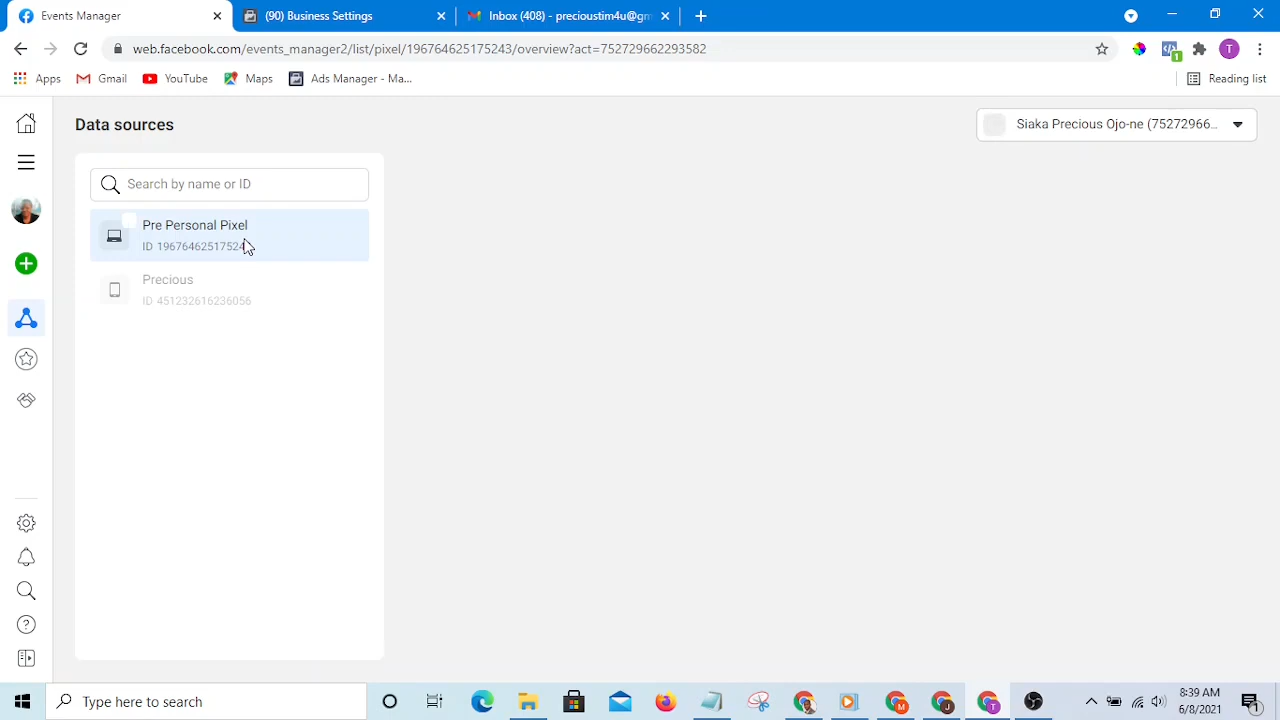 Events Manager
(90) Business Settings
Inbox (408) - precioustim4u@gm
web.facebook.com/events_manager2/list/pixel/196764625175243/overview?act=752729662293582
1
T
Apps
Gmail
YouTube
Maps
Ads Manager - Ma...
Reading list
Data sources
Siaka Precious Ojo-ne (75272966...
Search by name or ID
Pre Personal Pixel
ID 19676462517524
Precious
ID 451232616236056
Type here to search
M
J
T
8:39 AM
6/8/2021
1